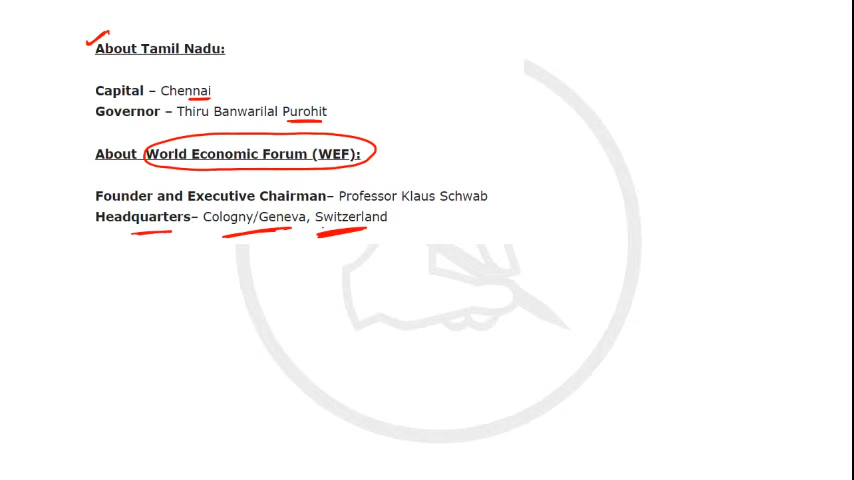 About Tamil Nadu:
Capital – Chennai
Governor – Thiru Banwarilal Purohit
About World Economic Forum (WEF):
Founder and Executive Chairman– Professor Klaus Schwab
Headquarters– Cologny/Geneva, Switzerland